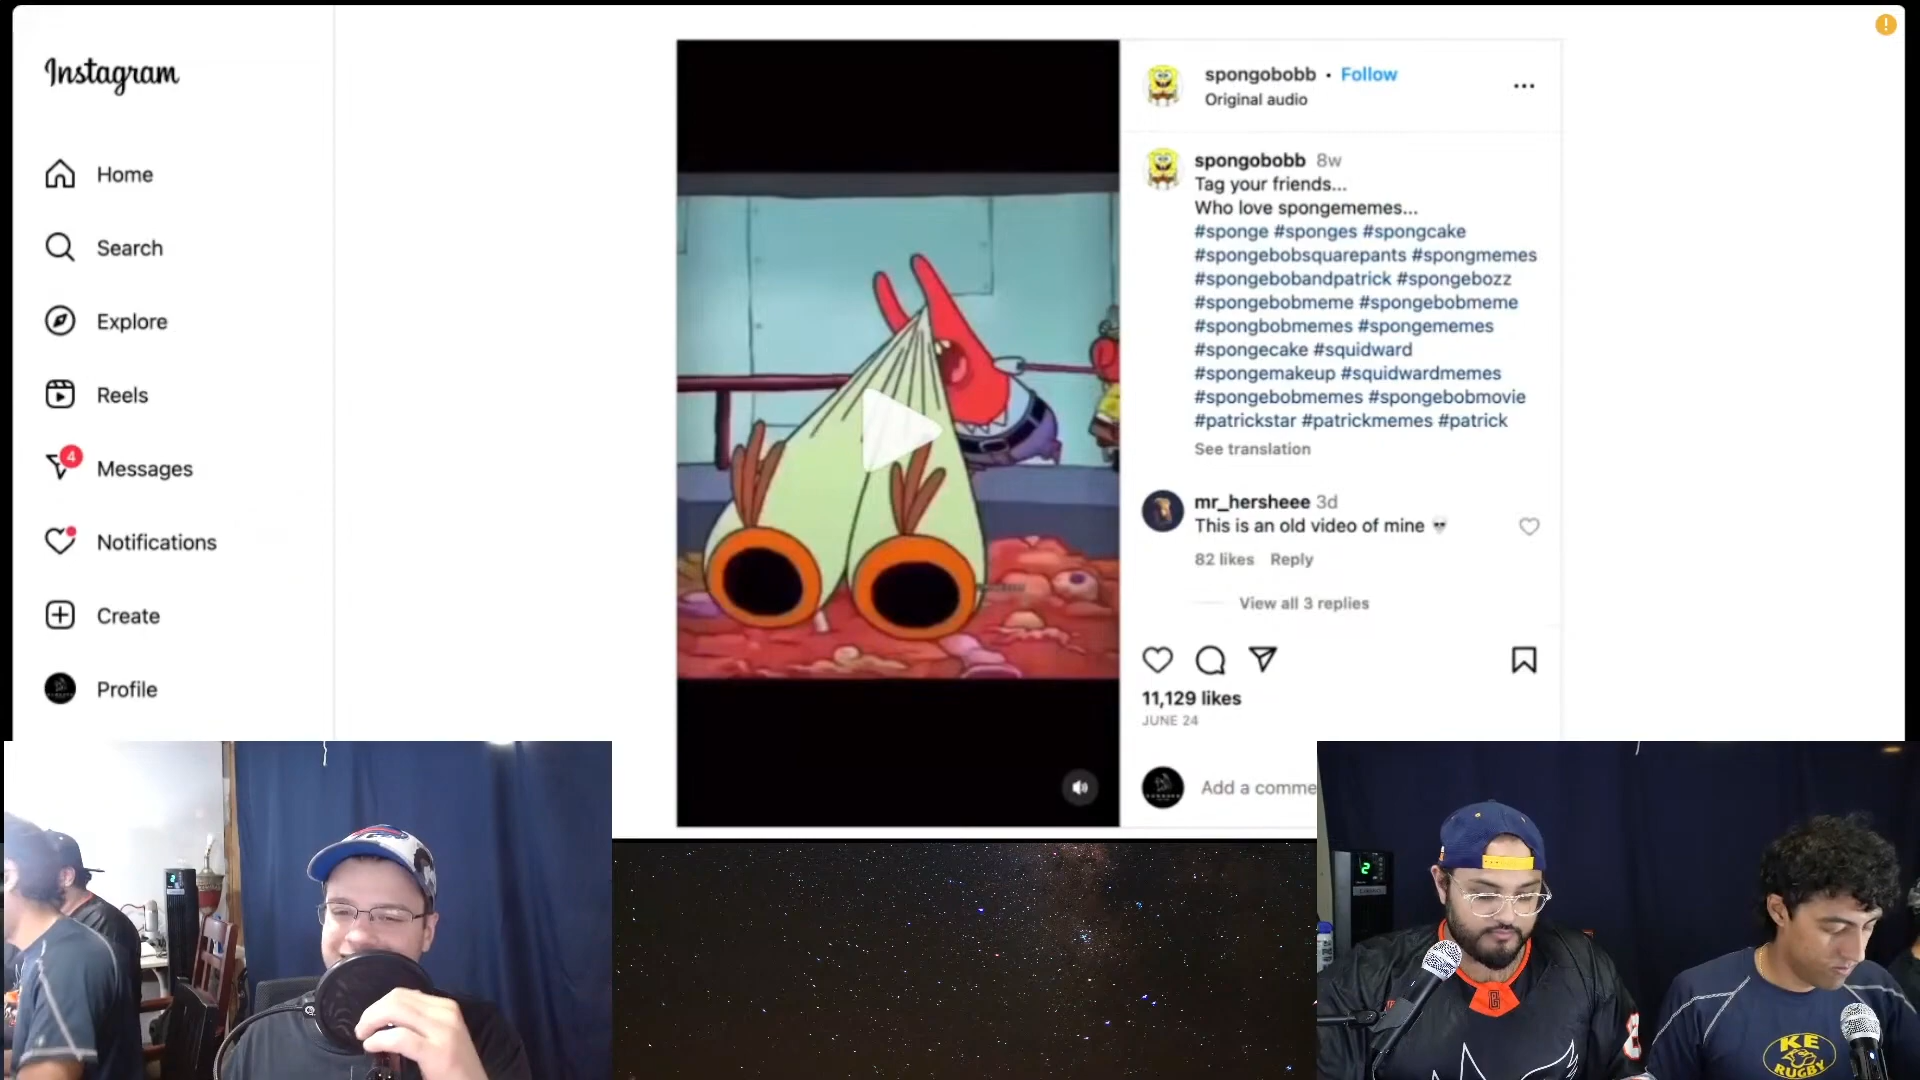 Instagram
Home
Search
Explore
Reels
4
Messages
Notifications
Create
Profile
spongobobb • Follow
Original audio
spongobobb 8w
Tag your friends...
Who love spongememes...
#sponge #sponges #spongcake
#spongebobsquarepants #spongmemes
#spongebobandpatrick #spongebozz
#spongebobmeme #spongebobmeme
#spongbobmemes #spongememes
#spongecake #squidward
#spongemakeup #squidwardmemes
#spongebobmemes #spongebobmovie
#patrickstar #patrickmemes #patrick
See translation
mr_hersheee 3d
This is an old video of mine
82 likes Reply
View all 3 replies
11,129 likes
JUNE 24
Add a comme
2
2
KE
RUGBY